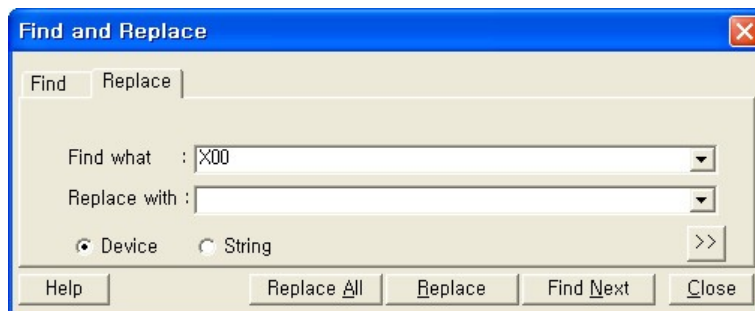 Find and Replace
Find Replace
Find what : X00
Replace with :
Device String >>
Help Replace All Replace Find Next Close